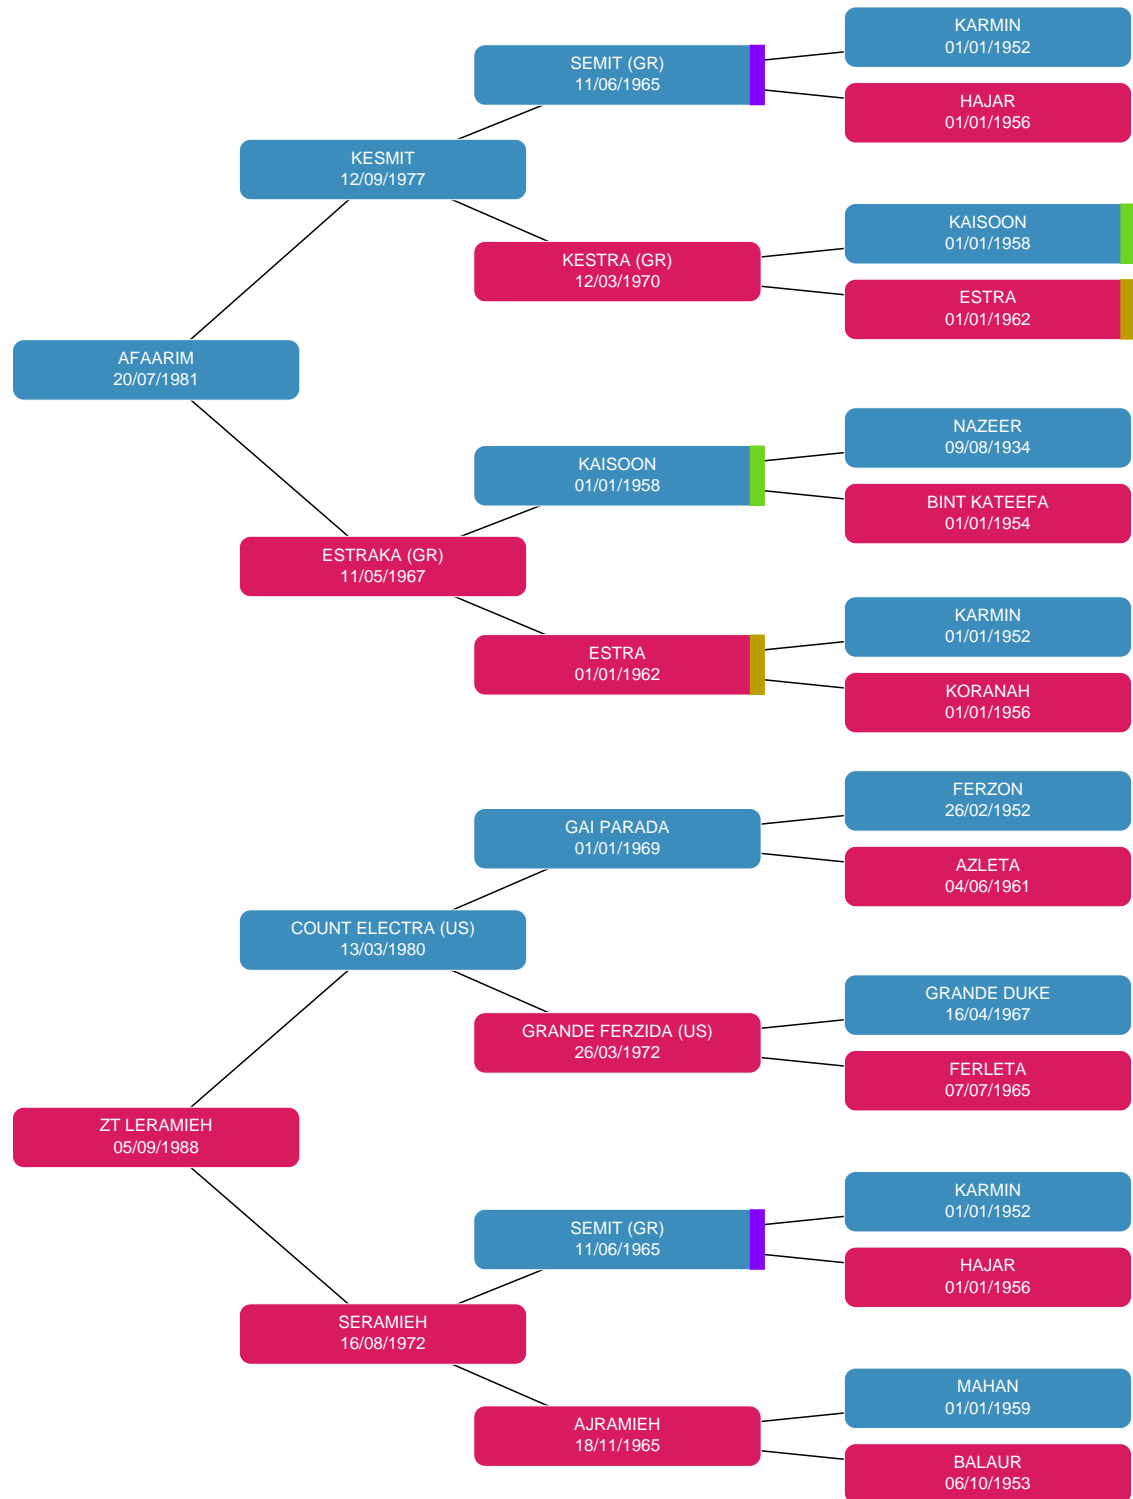 KARMIN
01/01/1952
SEMIT (GR)
11/06/1965
HAJAR
01/01/1956
KESMIT
12/09/1977
KAISOON
01/01/1958
KESTRA (GR)
12/03/1970
ESTRA
01/01/1962
AFAARIM
20/07/1981
NAZEER
09/08/1934
KAISOON
01/01/1958
BINT KATEEFA
01/01/1954
ESTRAKA (GR)
11/05/1967
KARMIN
01/01/1952
ESTRA
01/01/1962
KORANAH
01/01/1956
FERZON
26/02/1952
GAI PARADA
01/01/1969
AZLETA
04/06/1961
COUNT ELECTRA (US)
13/03/1980
GRANDE DUKE
16/04/1967
GRANDE FERZIDA (US)
26/03/1972
FERLETA
07/07/1965
ZT LERAMIEH
05/09/1988
KARMIN
01/01/1952
SEMIT (GR)
11/06/1965
HAJAR
01/01/1956
SERAMIEH
16/08/1972
MAHAN
01/01/1959
AJRAMIEH
18/11/1965
BALAUR
06/10/1953